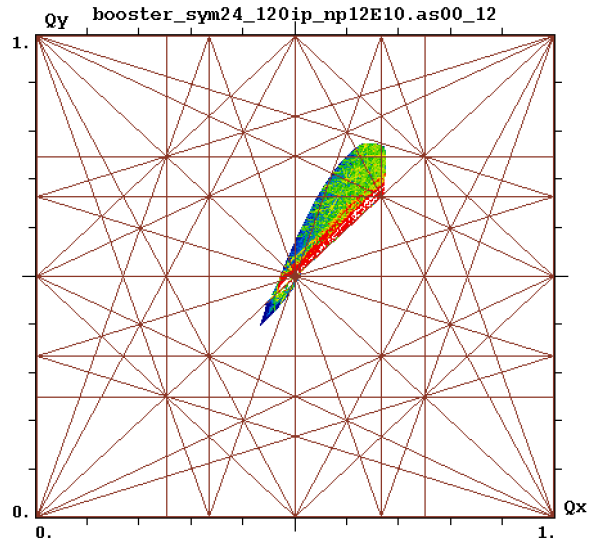 booster_sym24_120ip_np12E10.as00_12
Qy
1.
0.
0.
1.
Qx